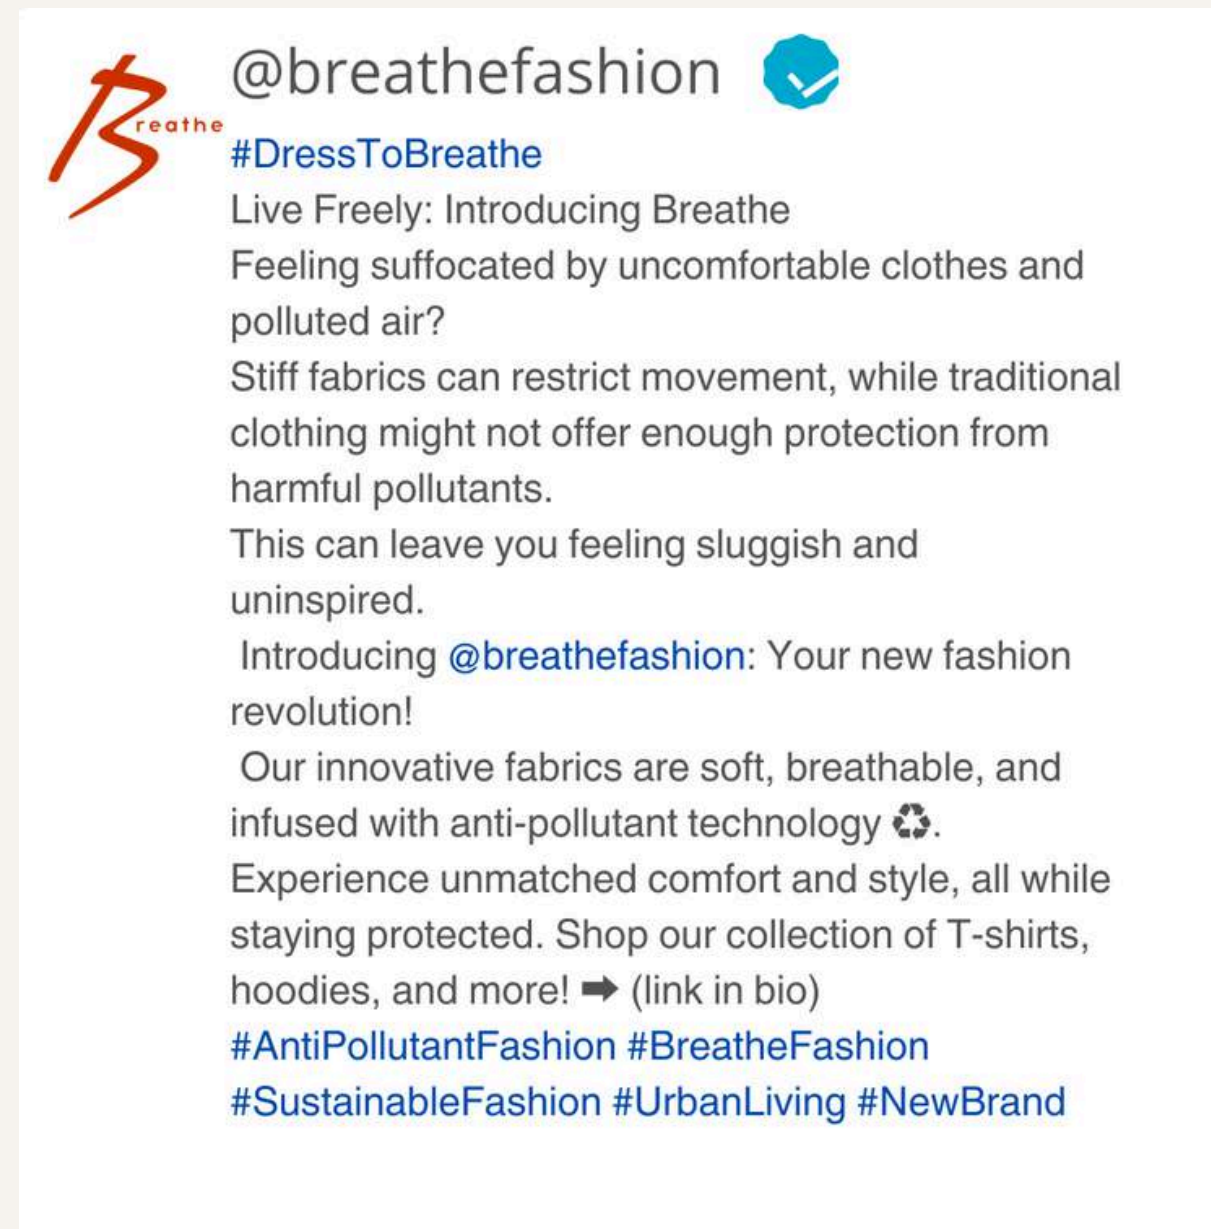 @breathefashion
Breathe
#DressToBreathe
Live Freely: Introducing Breathe
Feeling suffocated by uncomfortable clothes and
polluted air?
Stiff fabrics can restrict movement, while traditional
clothing might not offer enough protection from
harmful pollutants.
This can leave you feeling sluggish and
uninspired.
Introducing @breathefashion: Your new fashion
revolution!
Our innovative fabrics are soft, breathable, and
infused with anti-pollutant technology ♻.
Experience unmatched comfort and style, all while
staying protected. Shop our collection of T-shirts,
hoodies, and more! ➡ (link in bio)
#AntiPollutantFashion #BreatheFashion
#SustainableFashion #UrbanLiving #NewBrand